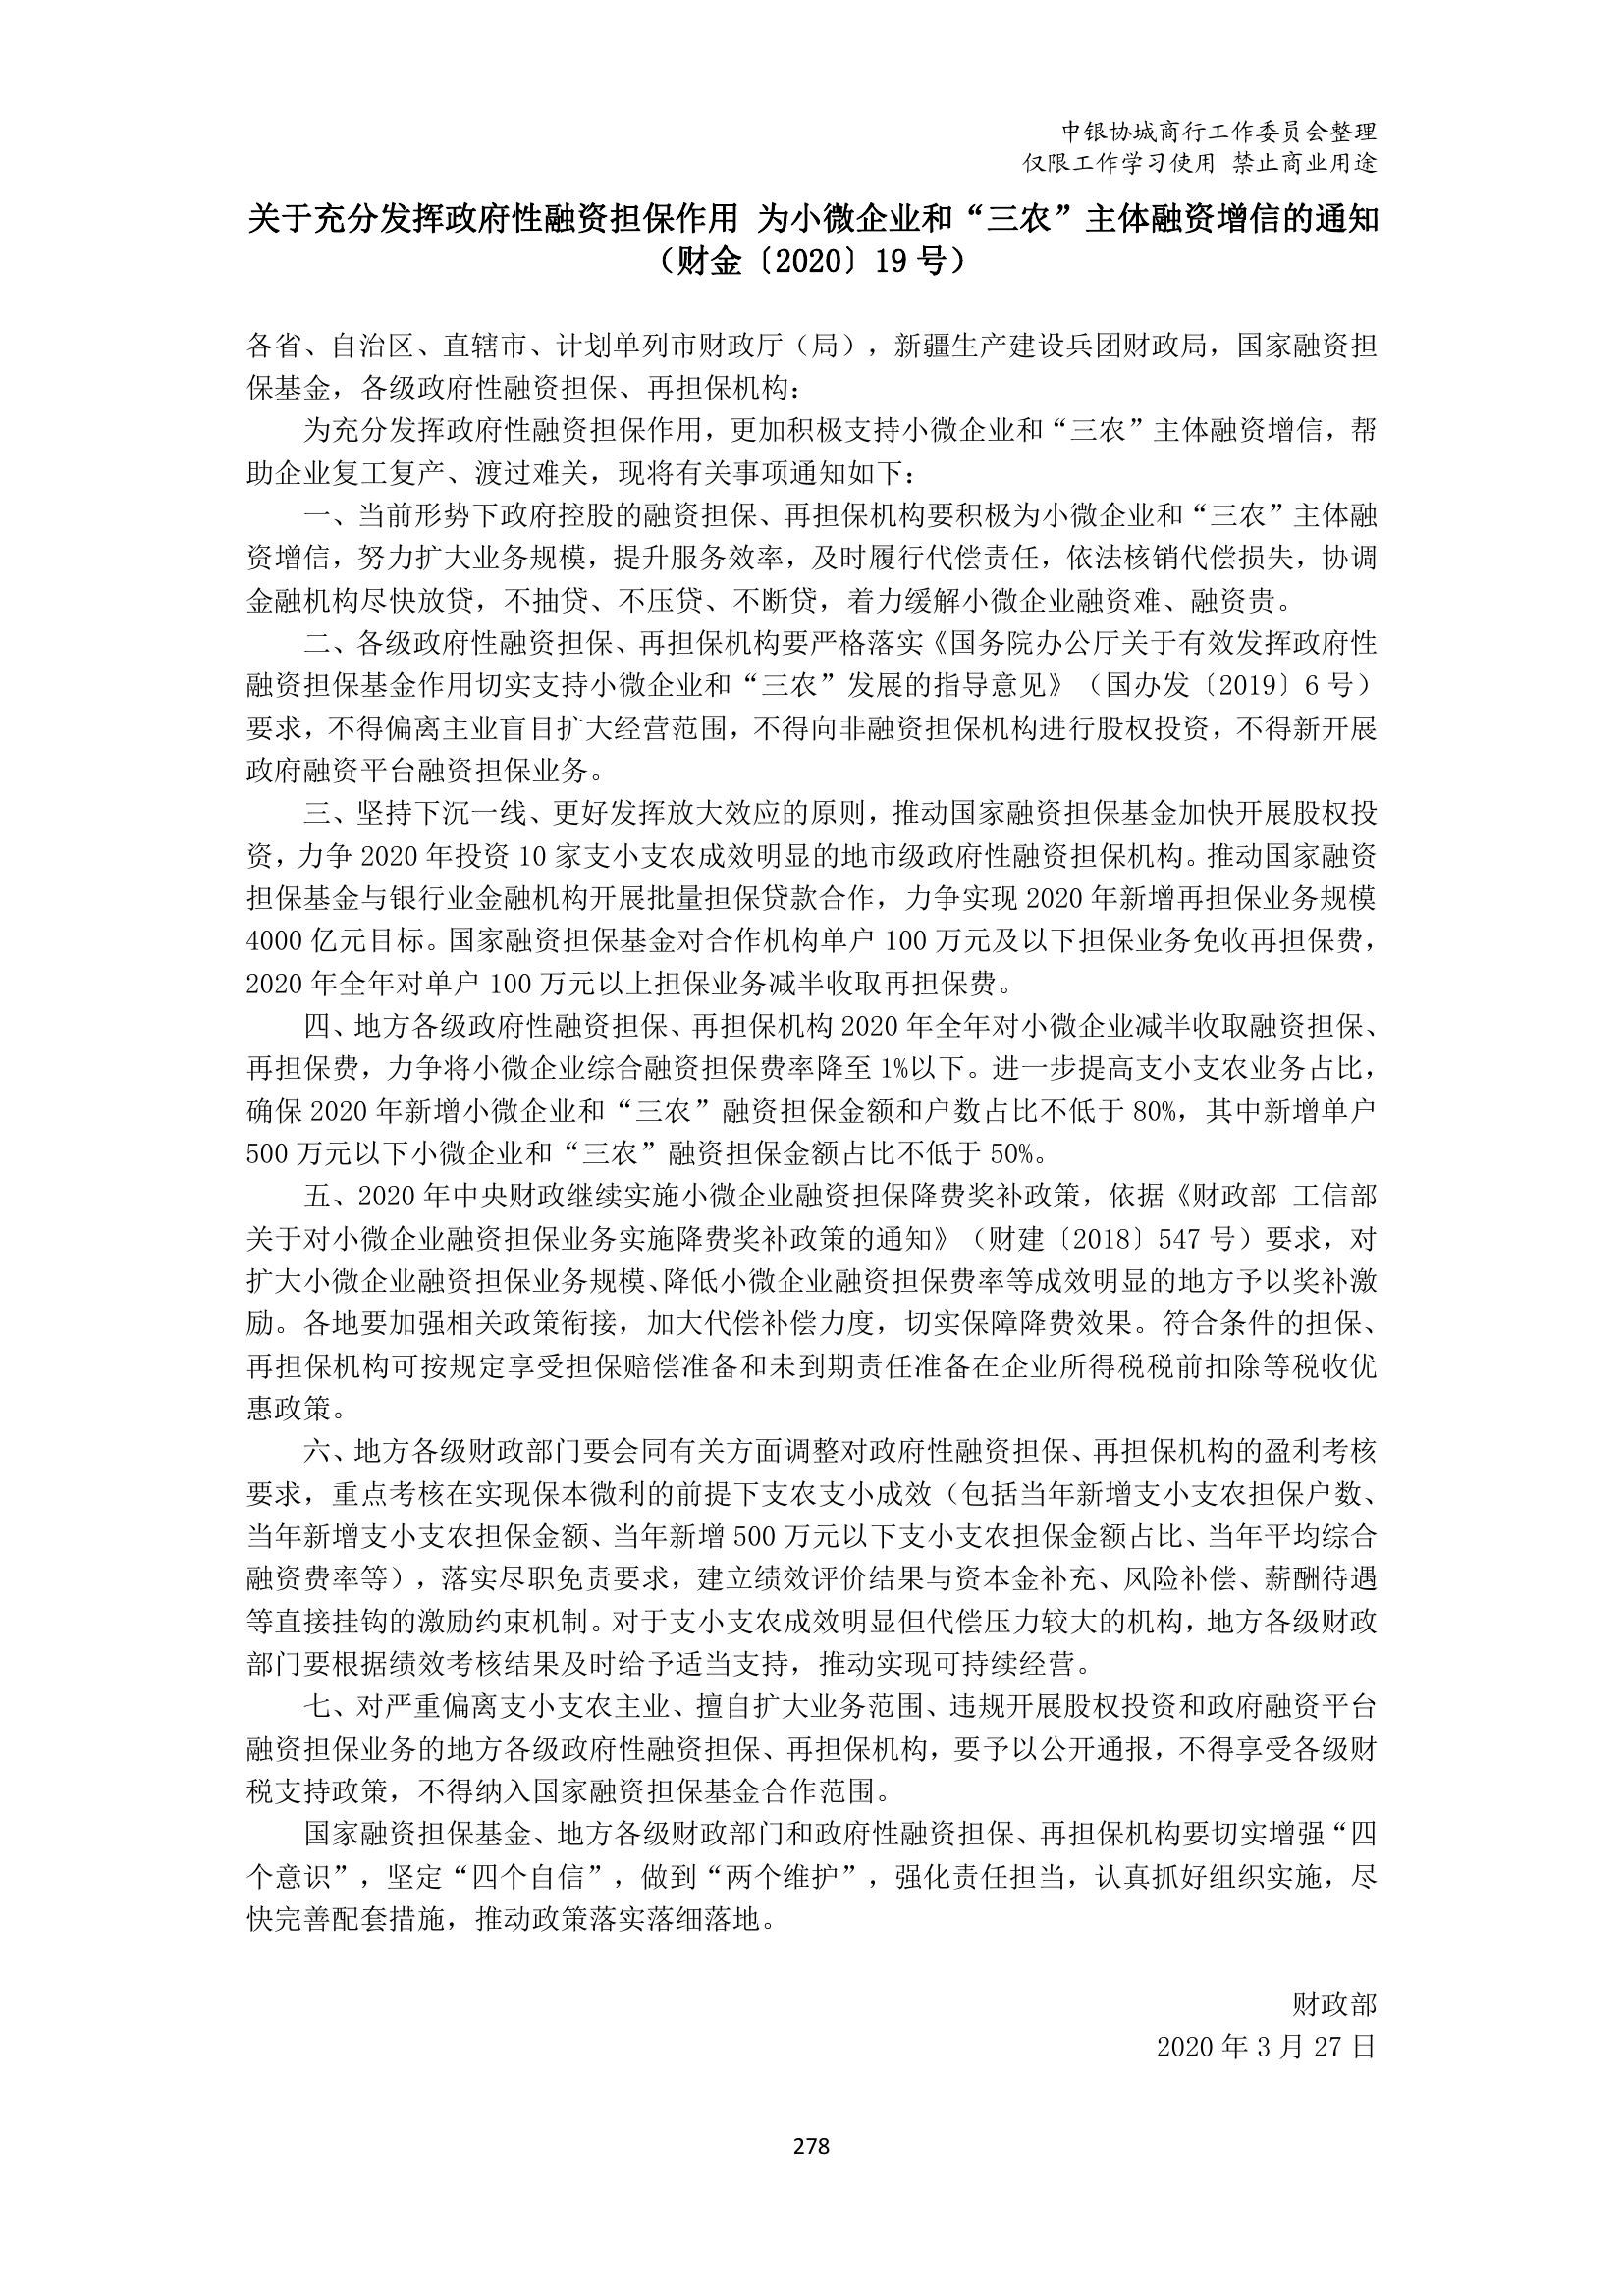 中银协城商行工作委员会整理
仅限工作学习使用 禁止商业用途
关于充分发挥政府性融资担保作用 为小微企业和“三农”主体融资增信的通知
（财金〔2020〕19 号）
各省、自治区、直辖市、计划单列市财政厅（局），新疆生产建设兵团财政局，国家融资担
保基金，各级政府性融资担保、再担保机构：
为充分发挥政府性融资担保作用，更加积极支持小微企业和“三农”主体融资增信，帮
助企业复工复产、渡过难关，现将有关事项通知如下：
一、当前形势下政府控股的融资担保、再担保机构要积极为小微企业和“三农”主体融
资增信，努力扩大业务规模，提升服务效率，及时履行代偿责任，依法核销代偿损失，协调
金融机构尽快放贷，不抽贷、不压贷、不断贷，着力缓解小微企业融资难、融资贵。
二、各级政府性融资担保、再担保机构要严格落实《国务院办公厅关于有效发挥政府性
融资担保基金作用切实支持小微企业和“三农”发展的指导意见》（国办发〔2019〕6 号）
要求，不得偏离主业盲目扩大经营范围，不得向非融资担保机构进行股权投资，不得新开展
政府融资平台融资担保业务。
三、坚持下沉一线、更好发挥放大效应的原则，推动国家融资担保基金加快开展股权投
资，力争 2020 年投资 10 家支小支农成效明显的地市级政府性融资担保机构。推动国家融资
担保基金与银行业金融机构开展批量担保贷款合作，力争实现 2020 年新增再担保业务规模
4000 亿元目标。国家融资担保基金对合作机构单户 100 万元及以下担保业务免收再担保费，
2020 年全年对单户 100 万元以上担保业务减半收取再担保费。
四、地方各级政府性融资担保、再担保机构 2020 年全年对小微企业减半收取融资担保、
再担保费，力争将小微企业综合融资担保费率降至 1%以下。进一步提高支小支农业务占比，
确保 2020 年新增小微企业和“三农”融资担保金额和户数占比不低于 80%，其中新增单户
500 万元以下小微企业和“三农”融资担保金额占比不低于 50%。
五、2020 年中央财政继续实施小微企业融资担保降费奖补政策，依据《财政部 工信部
关于对小微企业融资担保业务实施降费奖补政策的通知》（财建〔2018〕547 号）要求，对
扩大小微企业融资担保业务规模、降低小微企业融资担保费率等成效明显的地方予以奖补激
励。各地要加强相关政策衔接，加大代偿补偿力度，切实保障降费效果。符合条件的担保、
再担保机构可按规定享受担保赔偿准备和未到期责任准备在企业所得税税前扣除等税收优
惠政策。
六、地方各级财政部门要会同有关方面调整对政府性融资担保、再担保机构的盈利考核
要求，重点考核在实现保本微利的前提下支农支小成效（包括当年新增支小支农担保户数、
当年新增支小支农担保金额、当年新增 500 万元以下支小支农担保金额占比、当年平均综合
融资费率等），落实尽职免责要求，建立绩效评价结果与资本金补充、风险补偿、薪酬待遇
等直接挂钩的激励约束机制。对于支小支农成效明显但代偿压力较大的机构，地方各级财政
部门要根据绩效考核结果及时给予适当支持，推动实现可持续经营。
七、对严重偏离支小支农主业、擅自扩大业务范围、违规开展股权投资和政府融资平台
融资担保业务的地方各级政府性融资担保、再担保机构，要予以公开通报，不得享受各级财
税支持政策，不得纳入国家融资担保基金合作范围。
国家融资担保基金、地方各级财政部门和政府性融资担保、再担保机构要切实增强“四
个意识”，坚定“四个自信”，做到“两个维护”，强化责任担当，认真抓好组织实施，尽
快完善配套措施，推动政策落实落细落地。
财政部
2020 年 3 月 27 日
278